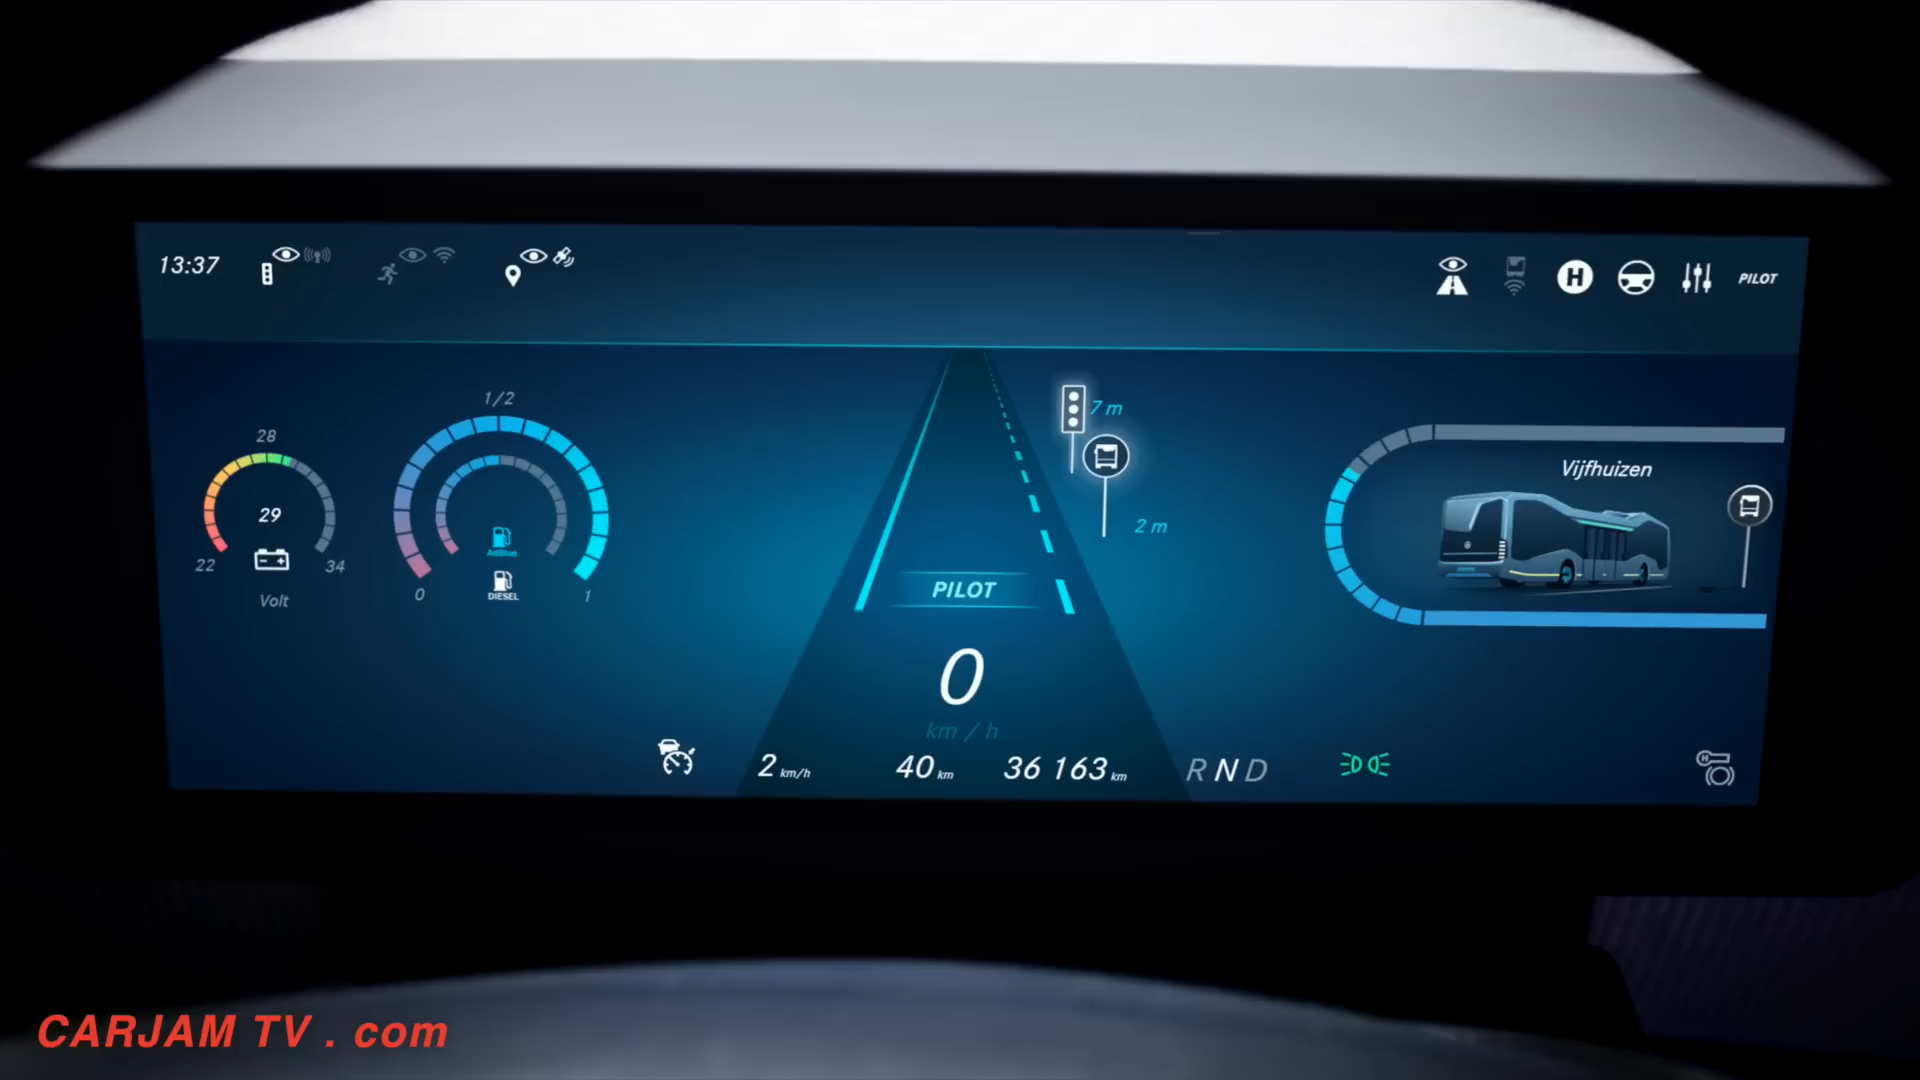 13:37
H
PILOT
1/2
7 m
28
Vijfhuizen
29
2 m
AdBlue
22
34
DIESEL
PILOT
0
1
Volt
0
km / h
2 km/h
40 km
36 163 km
R N D
CARJAM TV . com